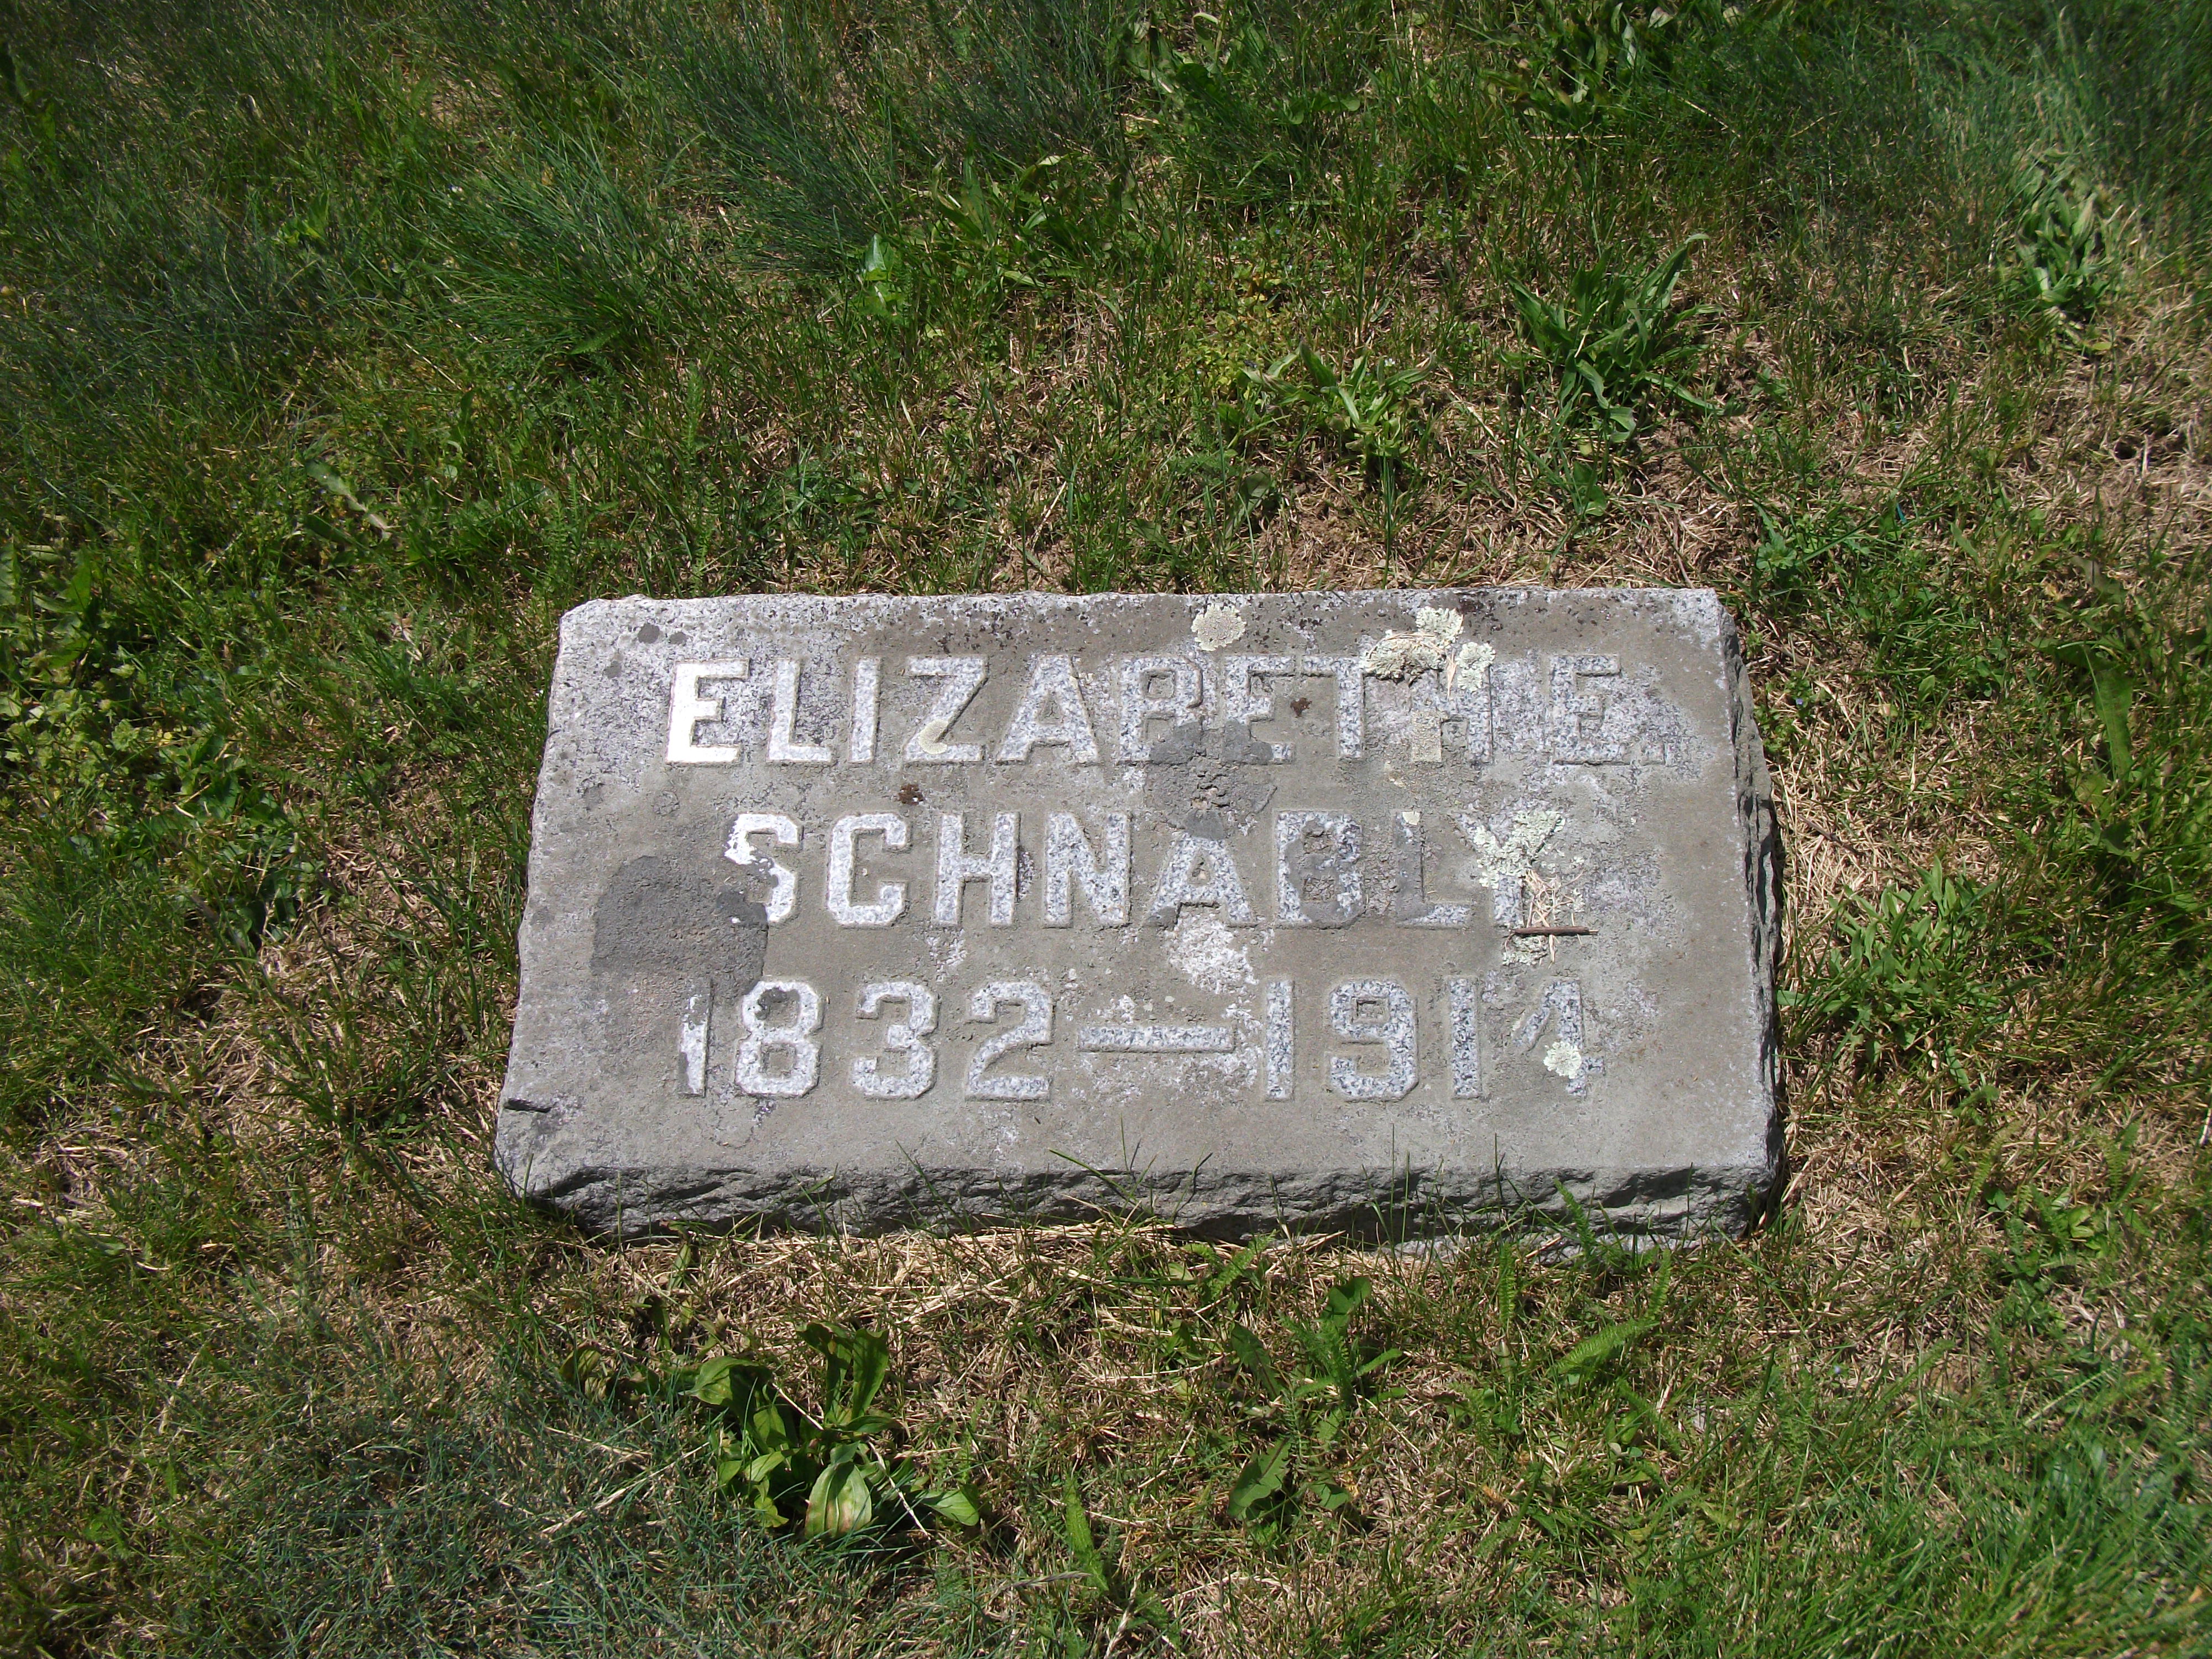 ELIZABETH E.
SCHNABLY
1832—1914